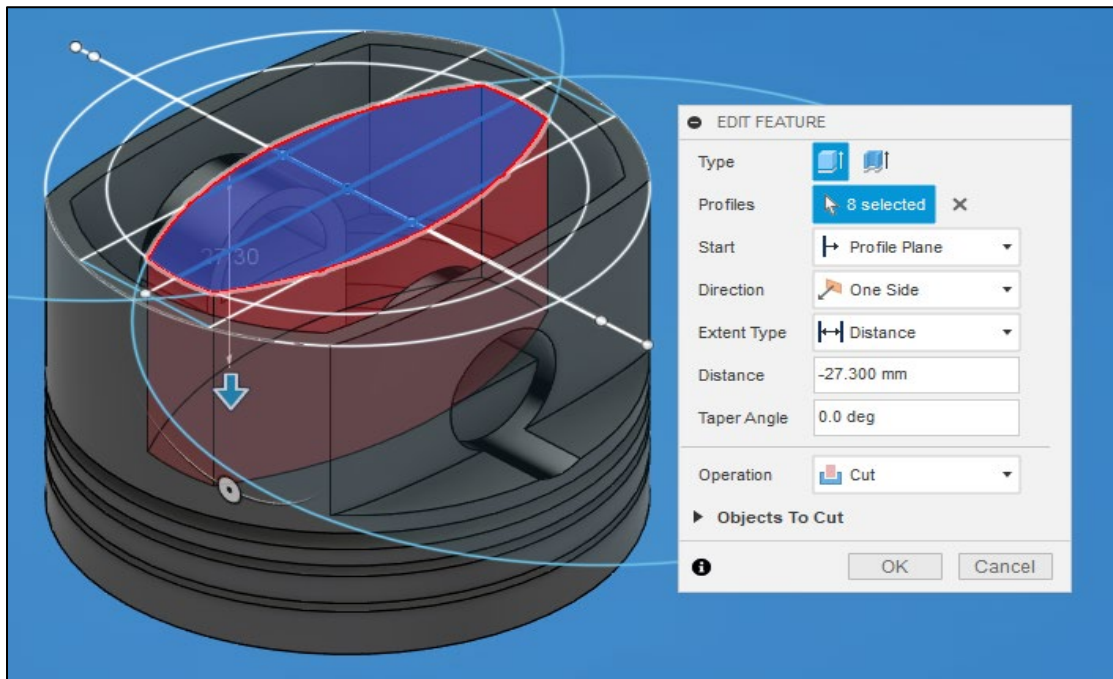 27.30
EDIT FEATURE
Type
Profiles 8 selected
Start Profile Plane
Direction One Side
Extent Type Distance
Distance -27.300 mm
Taper Angle 0.0 deg
Operation Cut
Objects To Cut
OK Cancel